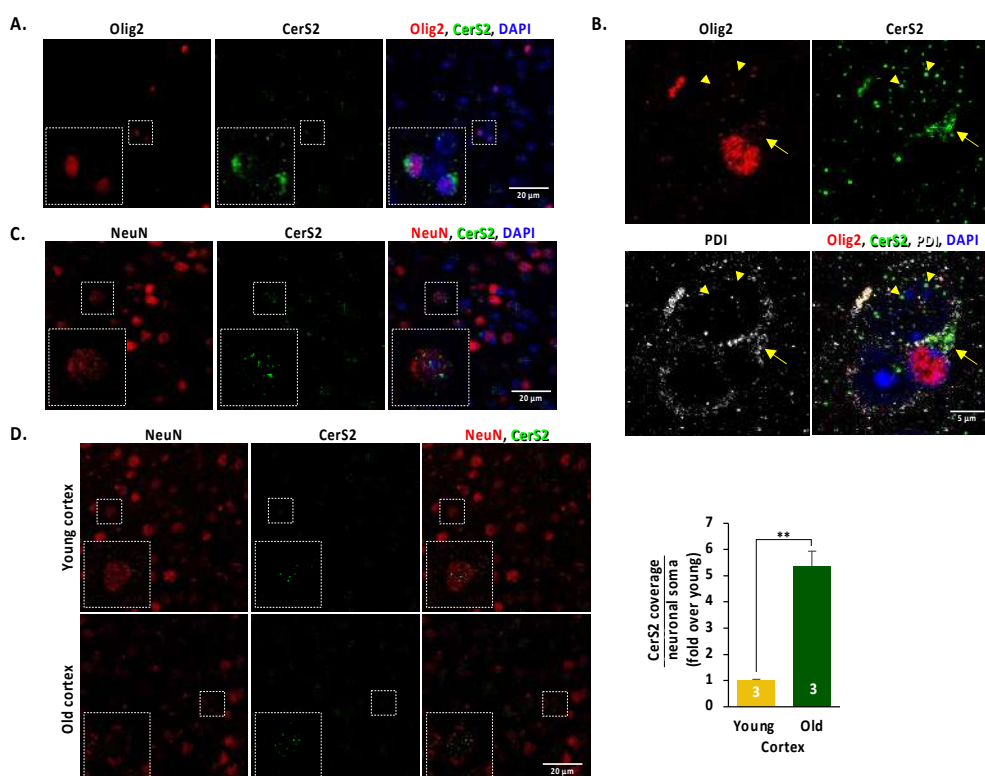 A.
Olig2
CerS2
Olig2, CerS2, DAPI
20 µm
B.
Olig2
CerS2
PDI
Olig2, CerS2, PDI, DAPI
5 µm
C.
NeuN
CerS2
NeuN, CerS2, DAPI
20 µm
D.
NeuN
CerS2
NeuN, CerS2
Young cortex
Old cortex
20 µm
CerS2 coverage
neuronal soma
(fold over young)
7
6
5
4
3
2
1
0
**
3
3
Young
Old
Cortex